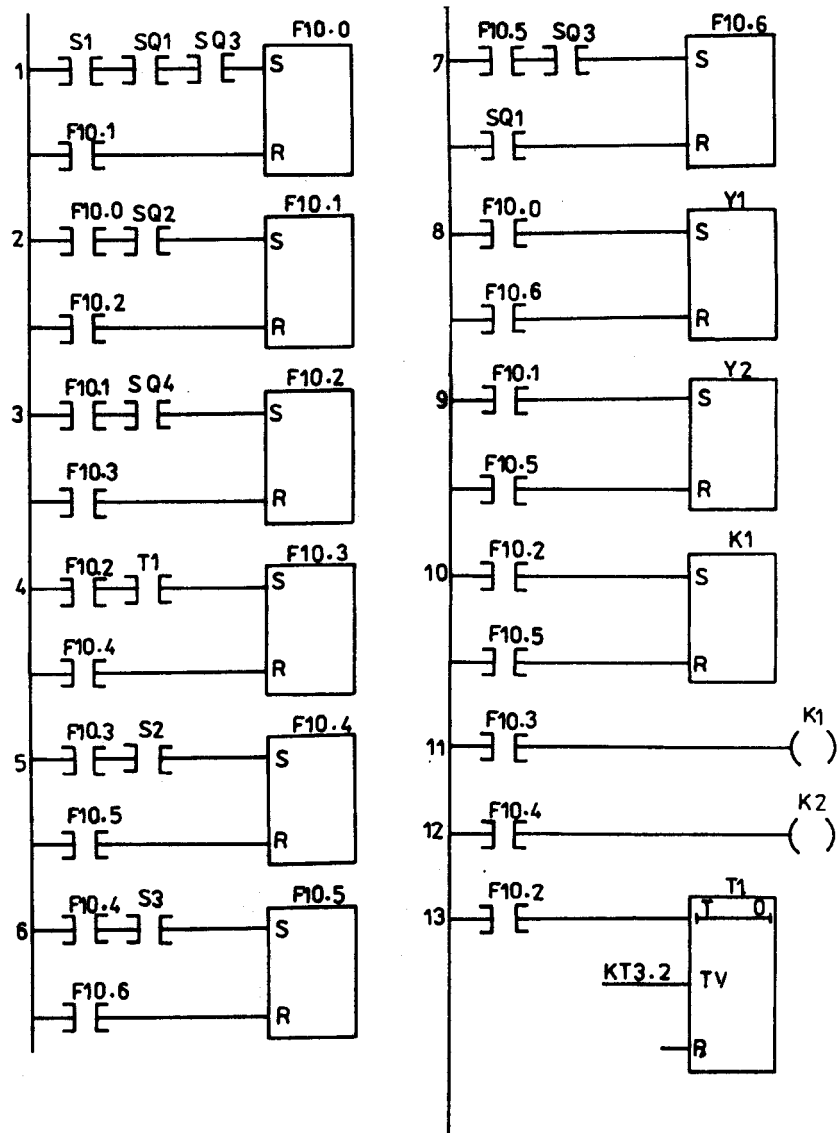 S1 SQ1 SQ3 F10.0
1 S
F10.1
R
F10.0 SQ2 F10.1
2 S
F10.2
R
F10.1 SQ4 F10.2
3 S
F10.3
R
F10.2 T1 F10.3
4 S
F10.4
R
F10.3 S2 F10.4
5 S
F10.5
R
F10.4 S3 F10.5
6 S
F10.6
R
F10.5 SQ3 F10.6
7 S
SQ1
R
F10.0 Y1
8 S
F10.6
R
F10.1 Y2
9 S
F10.5
R
F10.2 K1
10 S
F10.5
R
F10.3 K1
11
F10.4 K2
12
F10.2 T1
13 T 0
KT3.2 TV
R